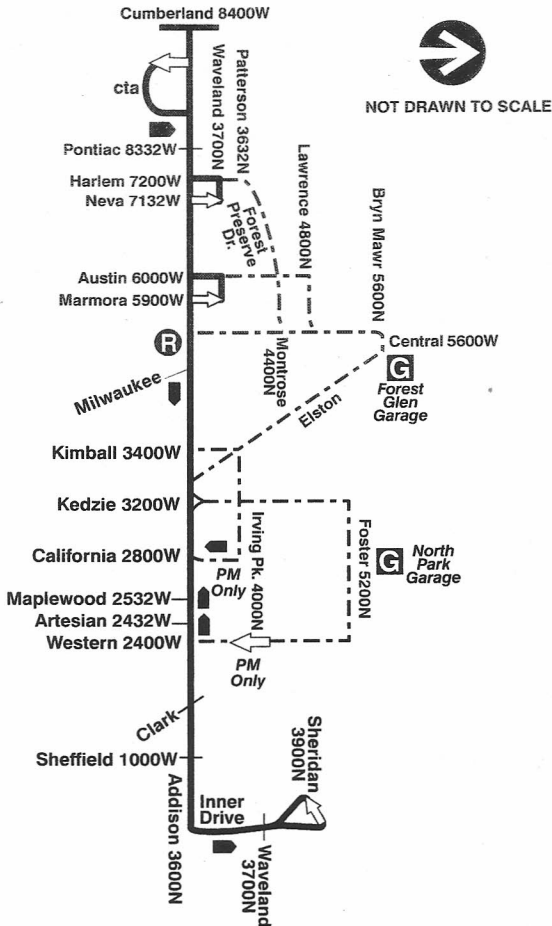 Cumberland 8400W
NOT DRAWN TO SCALE
cta
Waveland 3700N
Patterson 3632N
Pontiac 8332W
Lawrence 4800N
Harlem 7200W
Neva 7132W
Forest
Preserve
Dr.
Bryn Mawr 5600N
Austin 6000W
Marmora 5900W
R
Central 5600W
Montrose
4400N
G
Forest
Glen
Garage
Milwaukee
Elston
Kimball 3400W
Kedzie 3200W
Irving Pk. 4000N
Foster 5200N
California 2800W
PM
Only
G
North
Park
Garage
Maplewood 2532W
Artesian 2432W
Western 2400W
PM
Only
Clark
Sheridan
3900N
Sheffield 1000W
Addison 3600N
Inner
Drive
Waveland
3700N